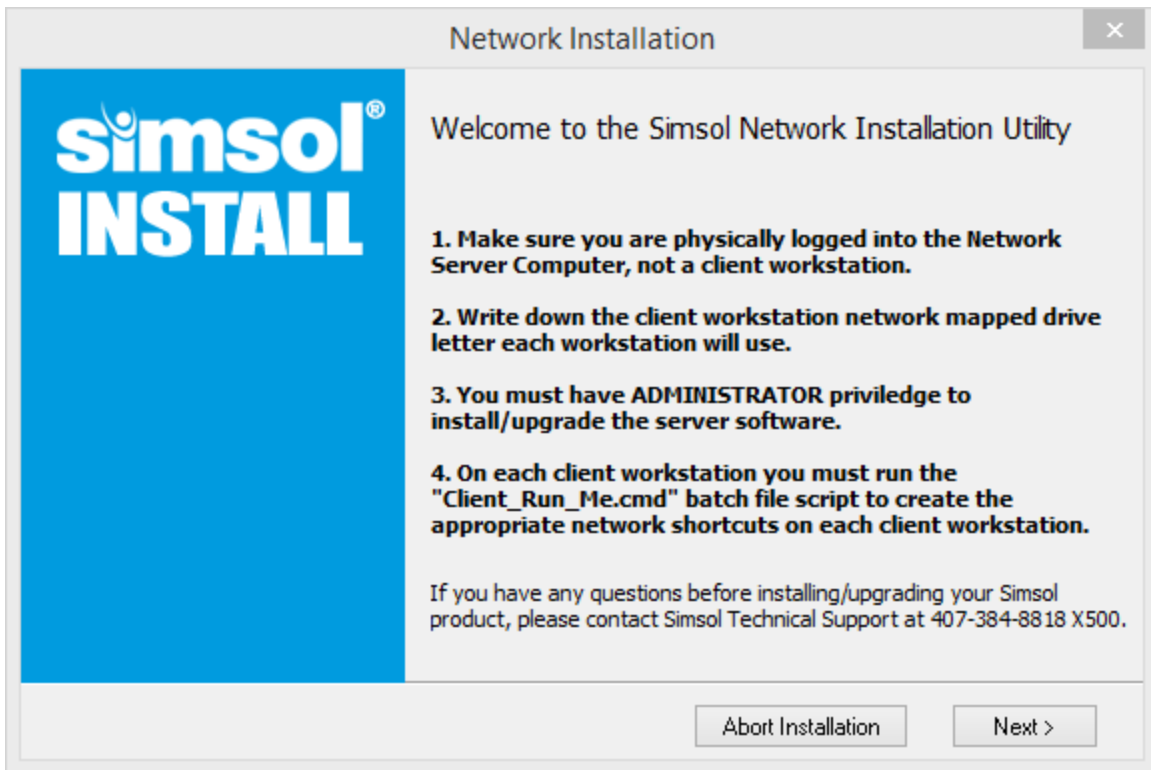 Network Installation
simsol®
INSTALL
Welcome to the Simsol Network Installation Utility
1. Make sure you are physically logged into the Network
Server Computer, not a client workstation.
2. Write down the client workstation network mapped drive
letter each workstation will use.
3. You must have ADMINISTRATOR priviledge to
install/upgrade the server software.
4. On each client workstation you must run the
"Client_Run_Me.cmd" batch file script to create the
appropriate network shortcuts on each client workstation.
If you have any questions before installing/upgrading your Simsol
product, please contact Simsol Technical Support at 407-384-8818 X500.
Abort Installation
Next >